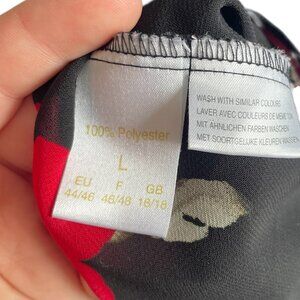 100% Polyester
L
EU F GB
44/46 46/48 16/18
WASH WITH SIMILAR COLOURS
LAVER AVEC COULEURS DE MÊME TON
MIT ÄHNLICHEN FARBEN WASCHEN
MET SOORTGELIJKE KLEUREN WASSEN